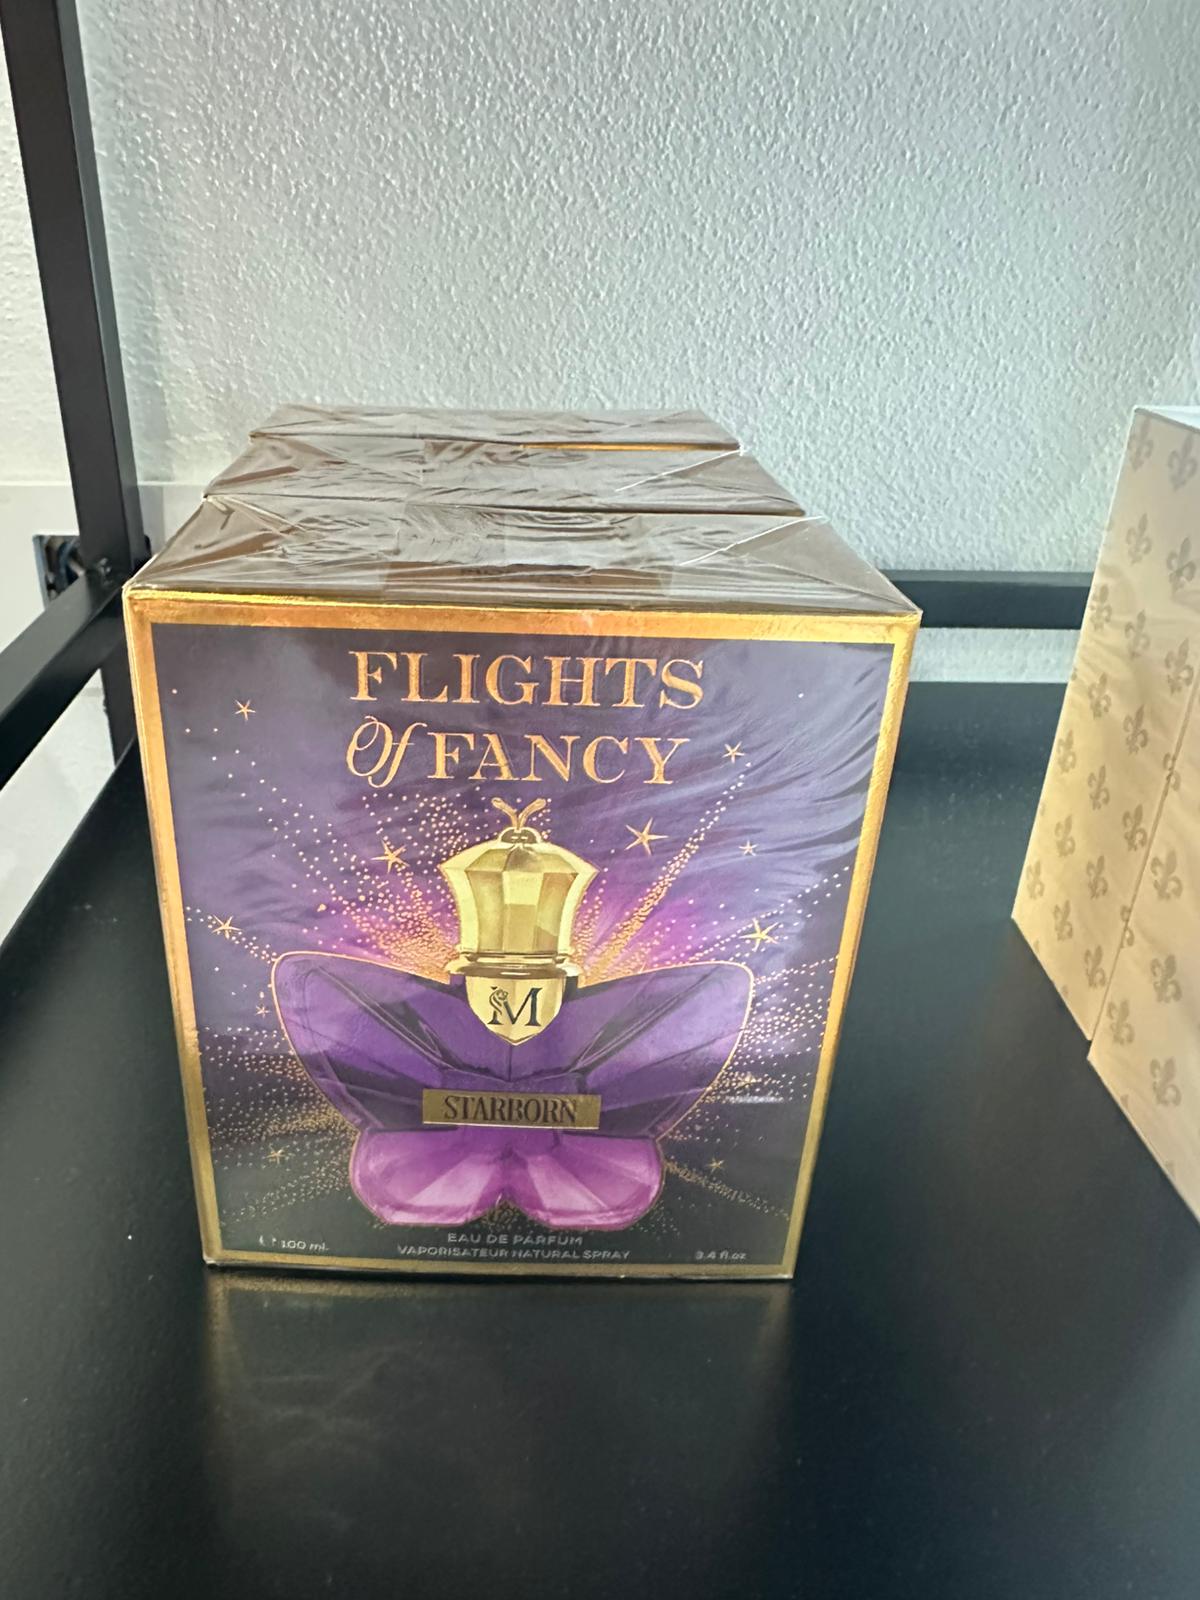 FLIGHTS
Of FANCY
M
STARBORN
EAU DE PARFUM
100 ml. VAPORISATEUR NATURAL SPRAY 3.4 fl.oz